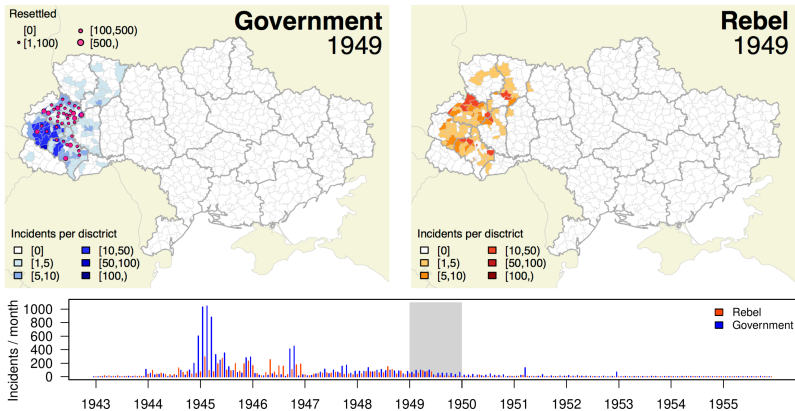 Resettled
[0]
[1,100)
[100,500)
[500,)
Government
1949
Rebel
1949
Incidents per disctrict
[0]
[1,5)
[5,10)
[10,50)
[50,100)
[100,)
Incidents per disctrict
[0]
[1,5)
[5,10)
[10,50)
[50,100)
[100,)
Incidents / month
1000
800
600
400
200
0
Rebel
Government
1943 1944 1945 1946 1947 1948 1949 1950 1951 1952 1953 1954 1955